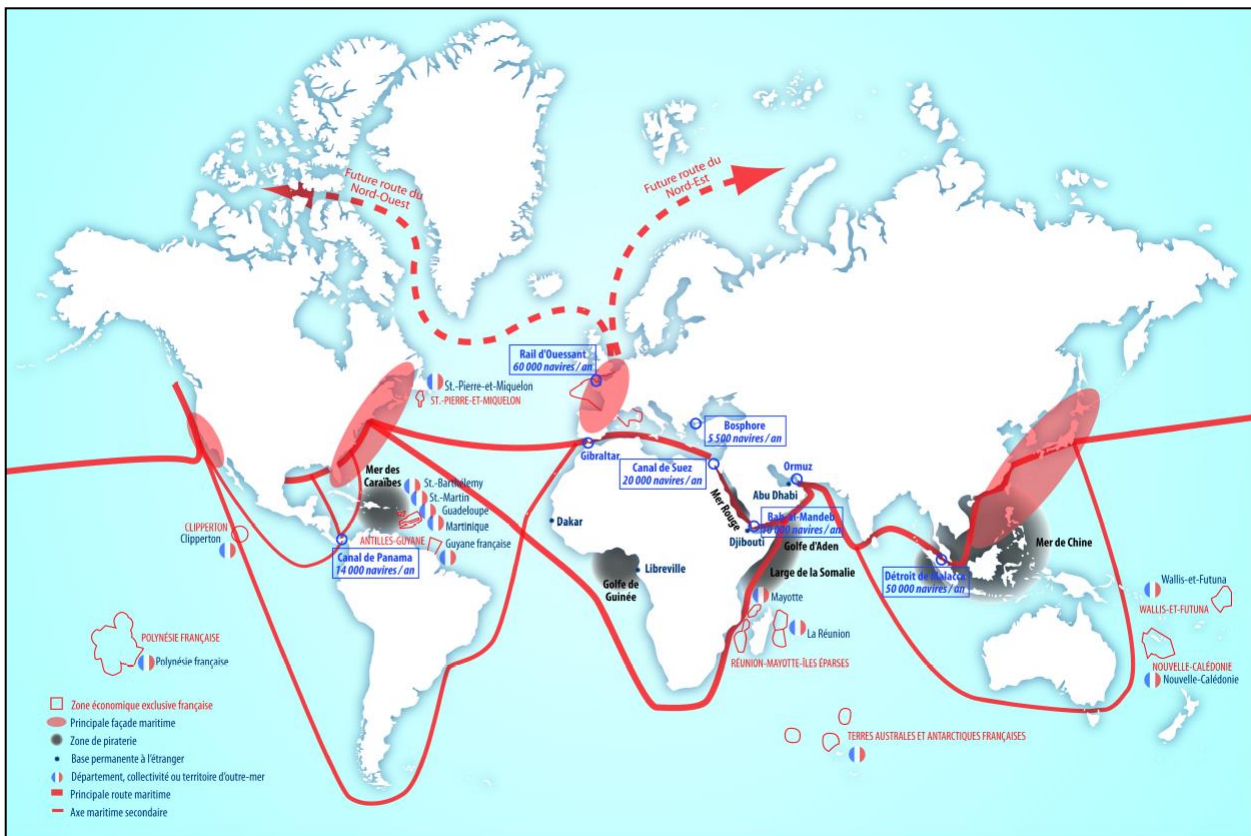 Future route du
Nord-Ouest
Future route du
Nord-Est
Rail d'Ouessant
60 000 navires / an
St.-Pierre-et-Miquelon
ST.-PIERRE-ET-MIQUELON
Bosphore
5 500 navires / an
Gibraltar
Canal de Suez
20 000 navires / an
Ormuz
Abu Dhabi
Mer des
Caraïbes
St.-Barthélemy
St.-Martin
Guadeloupe
Martinique
ANTILLES-GUYANE
Guyane française
CLIPPERTON
Clipperton
Canal de Panama
14 000 navires / an
Dakar
Mer Rouge
Bab-el-Mandeb
Djibouti
Golfe d'Aden
Large de la Somalie
Libreville
Golfe de
Guinée
Mer de Chine
Détroit de Malacca
50 000 navires / an
Mayotte
La Réunion
RÉUNION-MAYOTTE-ÎLES ÉPARSES
Wallis-et-Futuna
WALLIS-ET-FUTUNA
NOUVELLE-CALÉDONIE
Nouvelle-Calédonie
POLYNÉSIE FRANÇAISE
Polynésie française
TERRES AUSTRALES ET ANTARCTIQUES FRANÇAISES
Zone économique exclusive française
Principale façade maritime
Zone de piraterie
Base permanente à l'étranger
Département, collectivité ou territoire d'outre-mer
Principale route maritime
Axe maritime secondaire